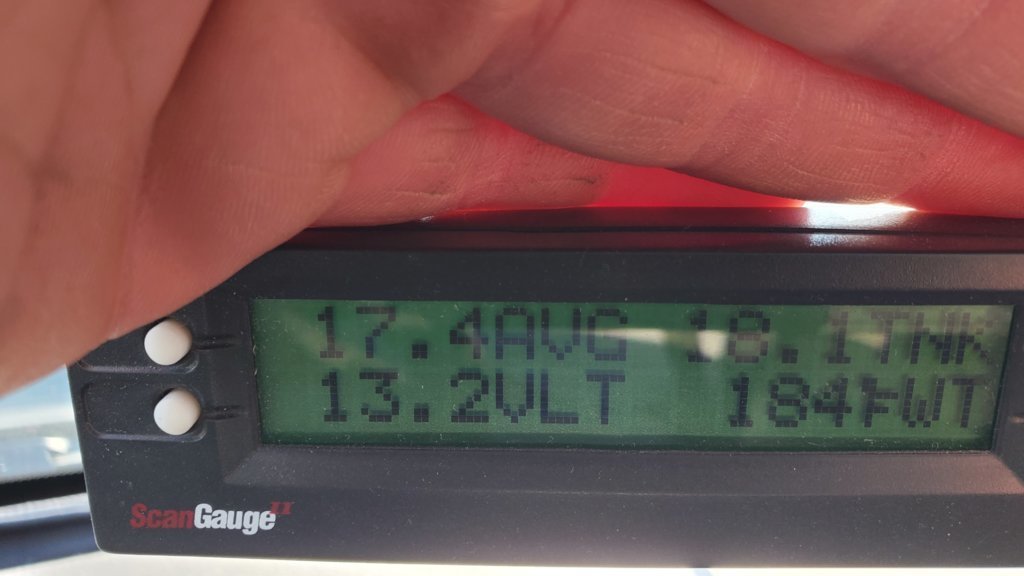 17.4AVG 18.1TNK
13.2VLT 184FWT
ScanGauge II